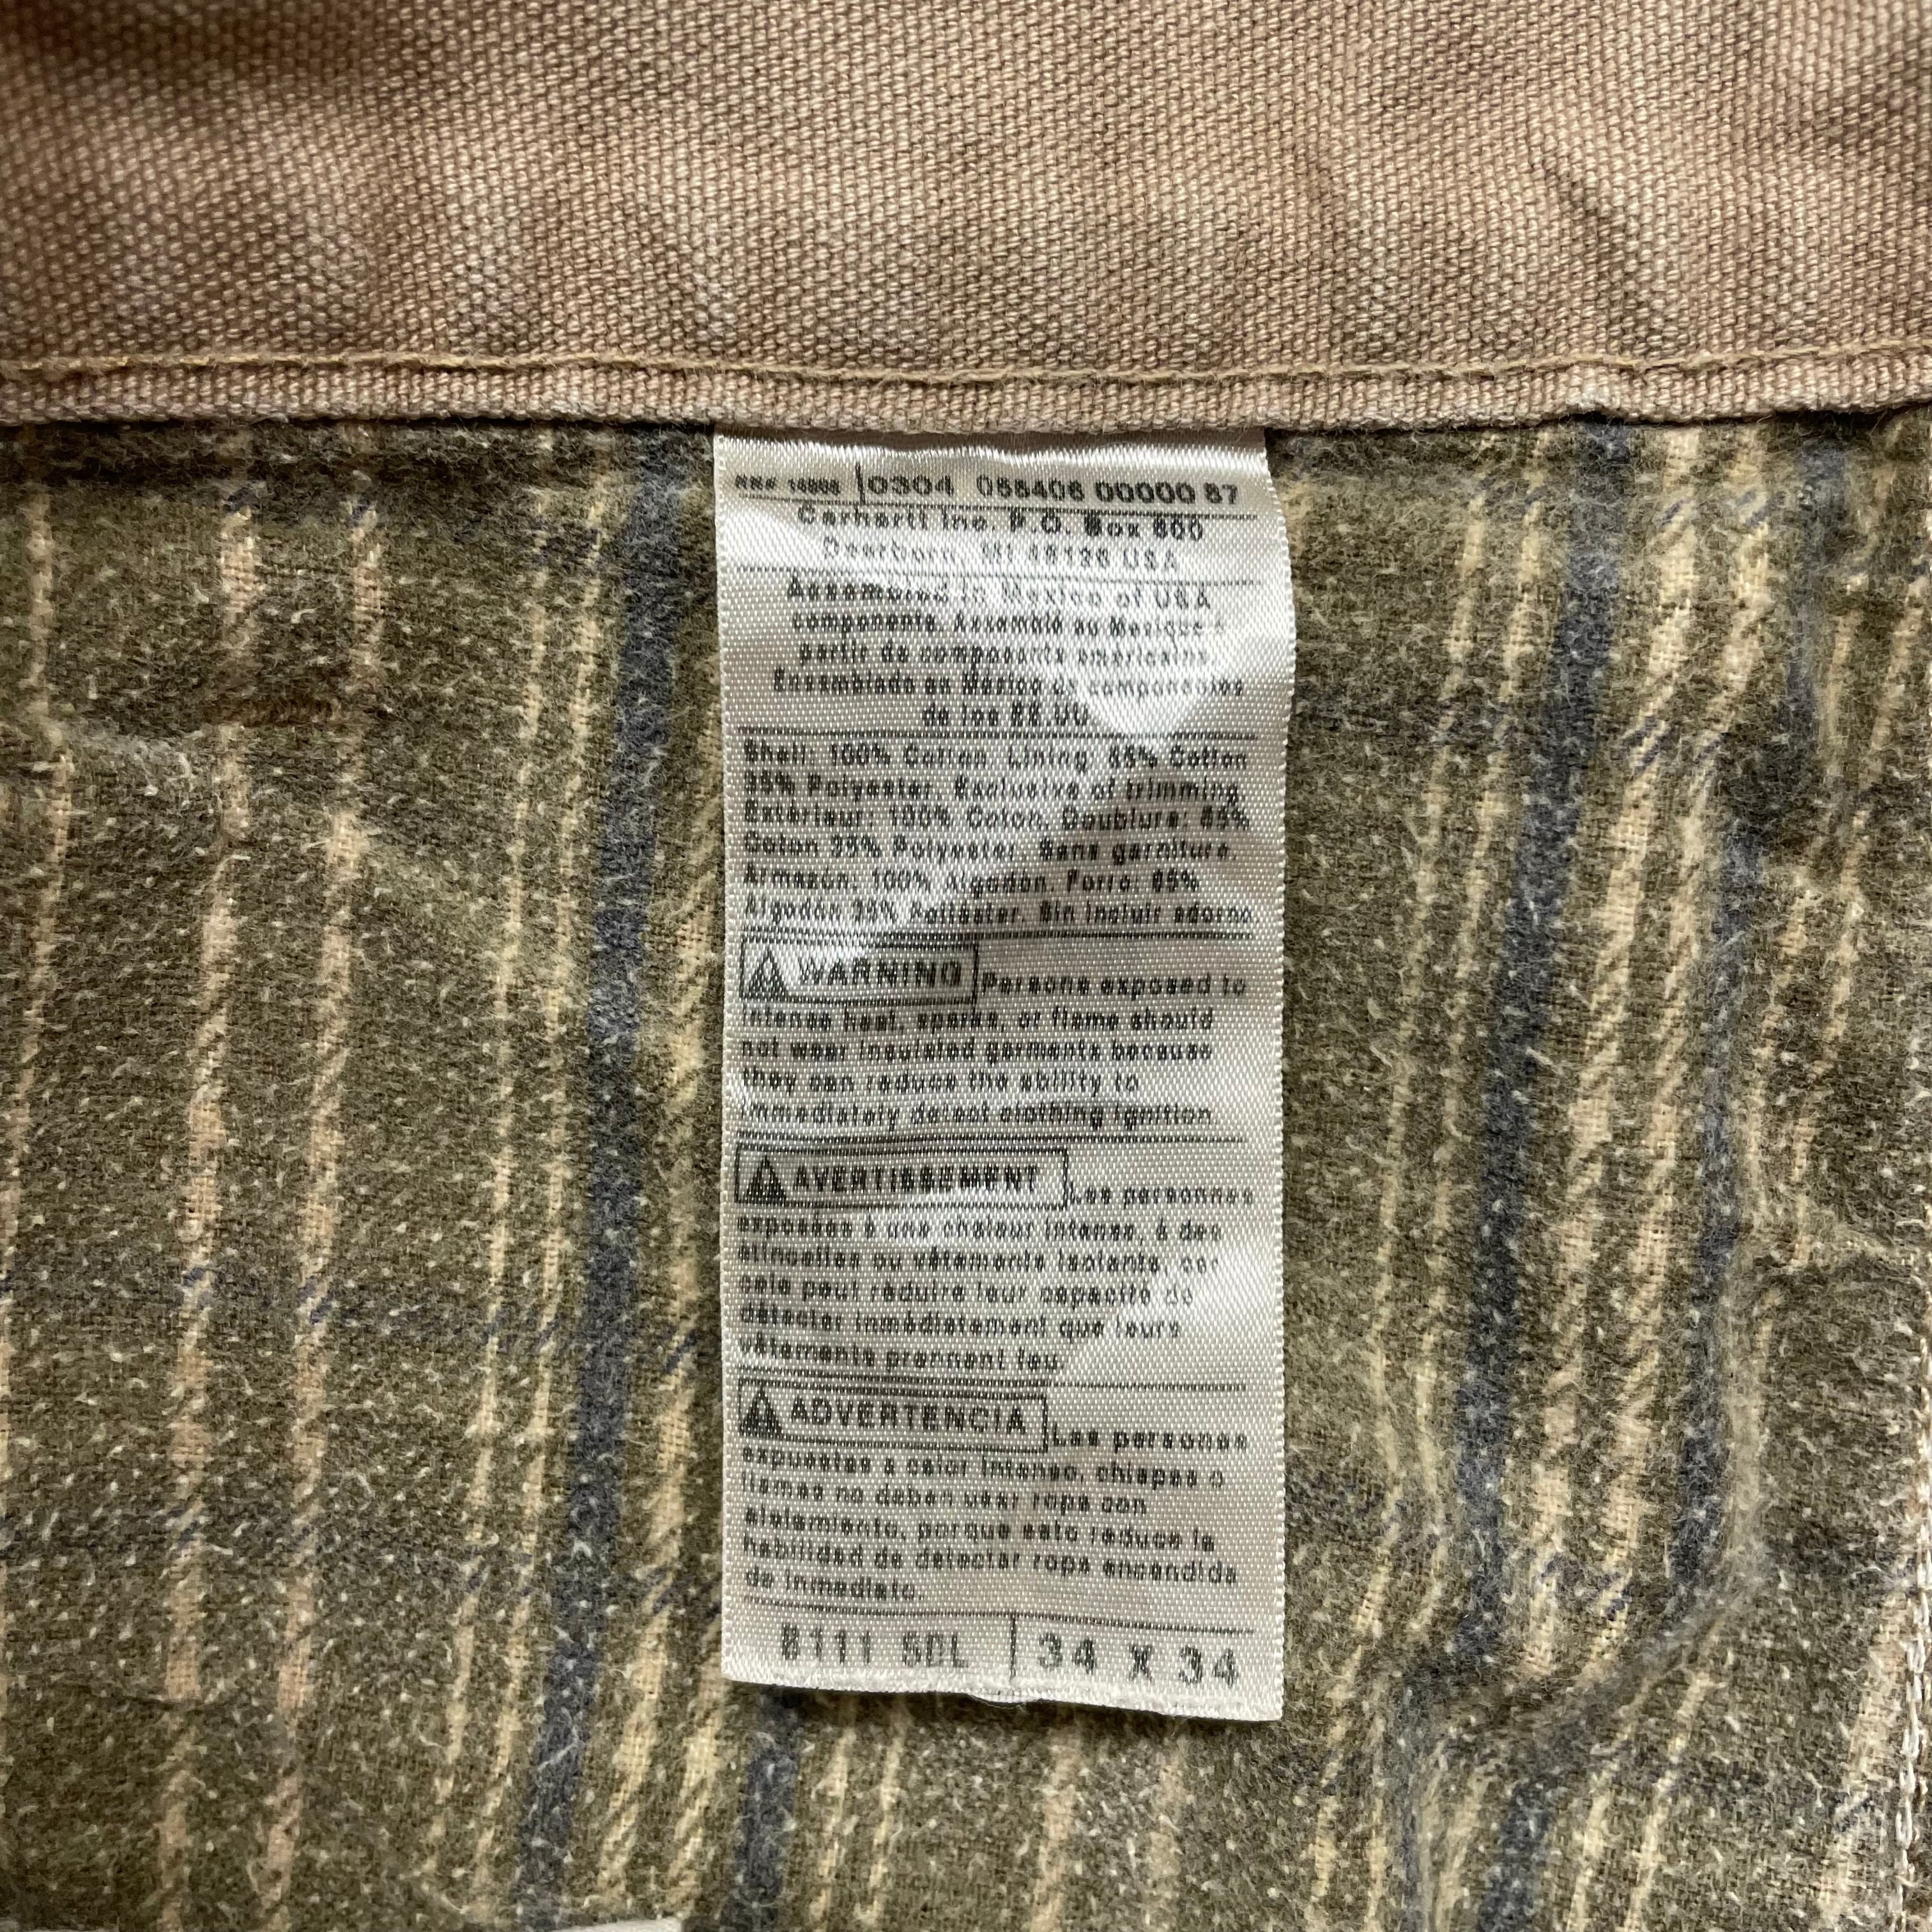 RN# 14806 0304 055406 00000 87
Carhartt Inc. P.O. Box 600
Dearborn, MI 48126 USA
Assembled in Mexico of USA
components. Assemblé au Mexique à
partir de composants américains.
Ensamblado en México de componentes
de los EE.UU.
Shell: 100% Cotton. Lining 65% Cotton
35% Polyester. Exclusive of trimming
Extérieur: 100% Coton. Doublure: 65%
Coton 35% Polyester. Sans garniture.
Armazón: 100% Algodón. Forro: 65%
Algodón 35% Poliéster. Sin incluir adorno
WARNING Persons exposed to
intense heat, sparks, or flame should
not wear insulated garments because
they can reduce the ability to
immediately detect clothing ignition
AVERTISSEMENT Les personnes
exposées à une chaleur intense, à des
étincelles ou vêtements isolants, car
cela peut réduire leur capacité de
détecter immédiatement que leurs
vêtements prennent feu.
ADVERTENCIA Las personas
expuestas a calor intenso, chispas o
llamas no deben usar ropa con
aislamiento, porque esto reduce la
habilidad de detectar ropa encendida
de inmediato.
B111 SDL 34 X 34